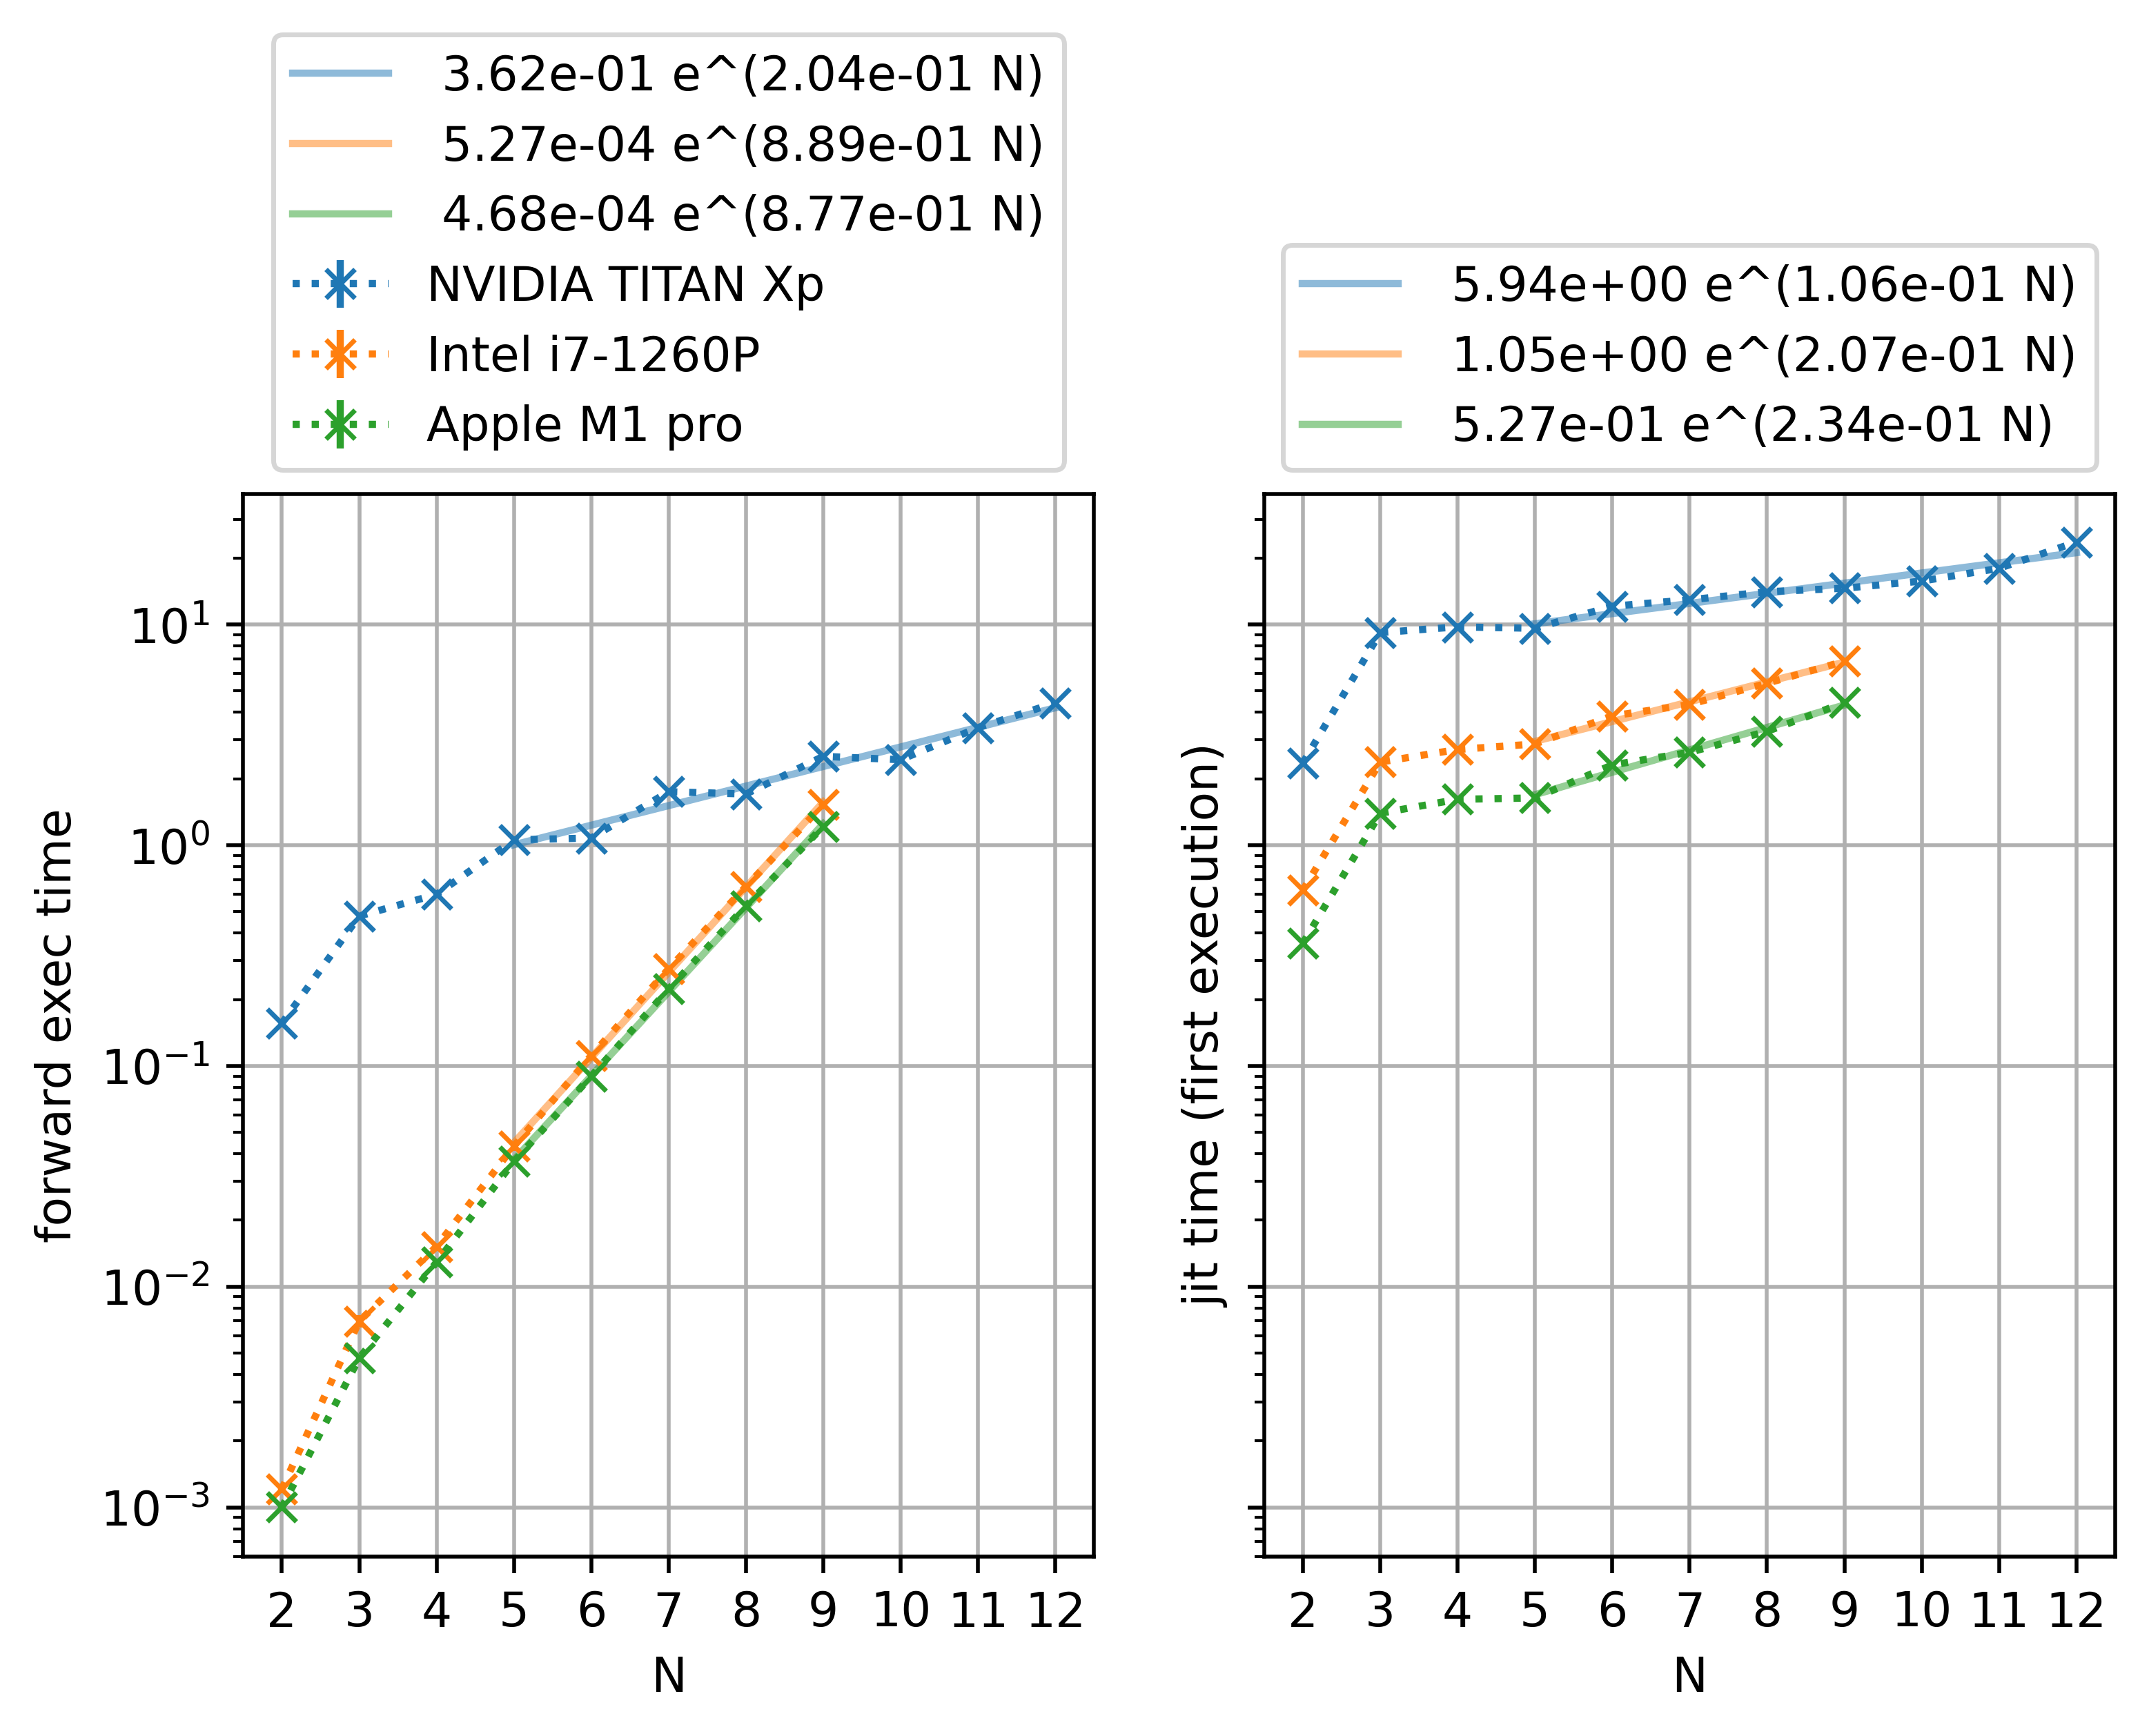 3.62e-01 e^(2.04e-01 N)
5.27e-04 e^(8.89e-01 N)
4.68e-04 e^(8.77e-01 N)
NVIDIA TITAN Xp
Intel i7-1260P
Apple M1 pro
5.94e+00 e^(1.06e-01 N)
1.05e+00 e^(2.07e-01 N)
5.27e-01 e^(2.34e-01 N)
forward exec time
10¹
10⁰
10⁻¹
10⁻²
10⁻³
2 3 4 5 6 7 8 9 10 11 12
N
jit time (first execution)
2 3 4 5 6 7 8 9 10 11 12
N